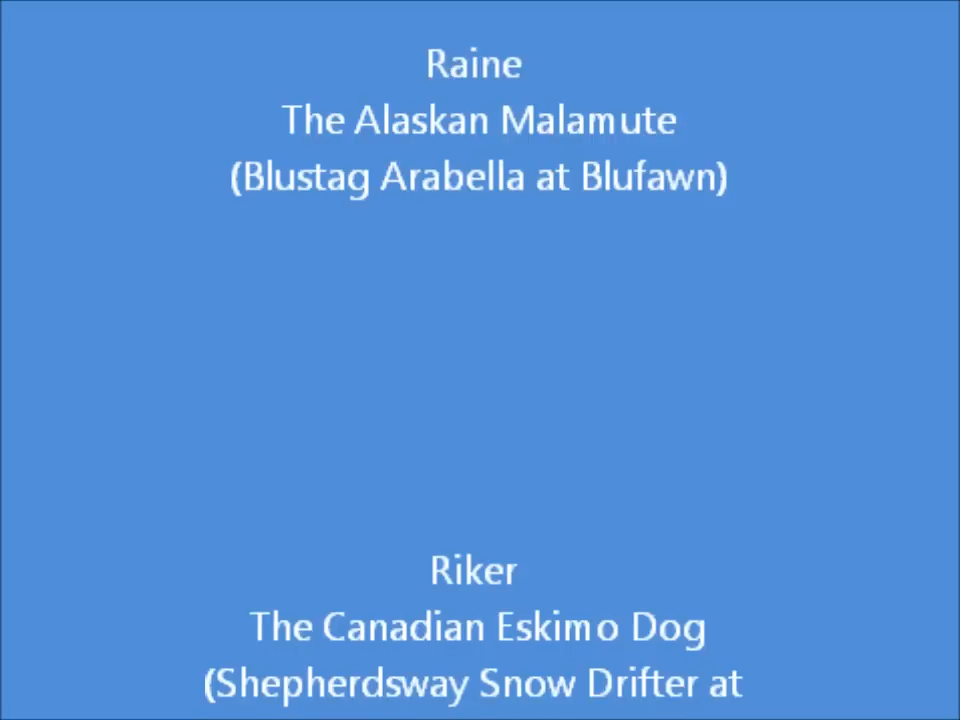 Raine
The Alaskan Malamute
(Blustag Arabella at Blufawn)
Riker
The Canadian Eskimo Dog
(Shepherdsway Snow Drifter at